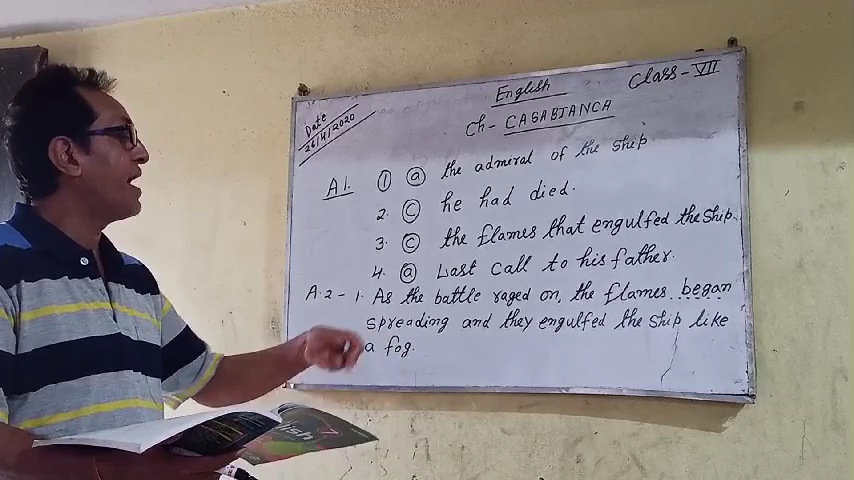 English
Class - VII
Date
26/4/2020
Ch- CASABIANCA
A1. 1 a the admiral of the ship
2. c he had died.
3. c the flames that engulfed the ship.
4. a Last call to his father.
A.2 - 1. As the battle raged on, the flames began
spreading and they engulfed the ship like
a fog.